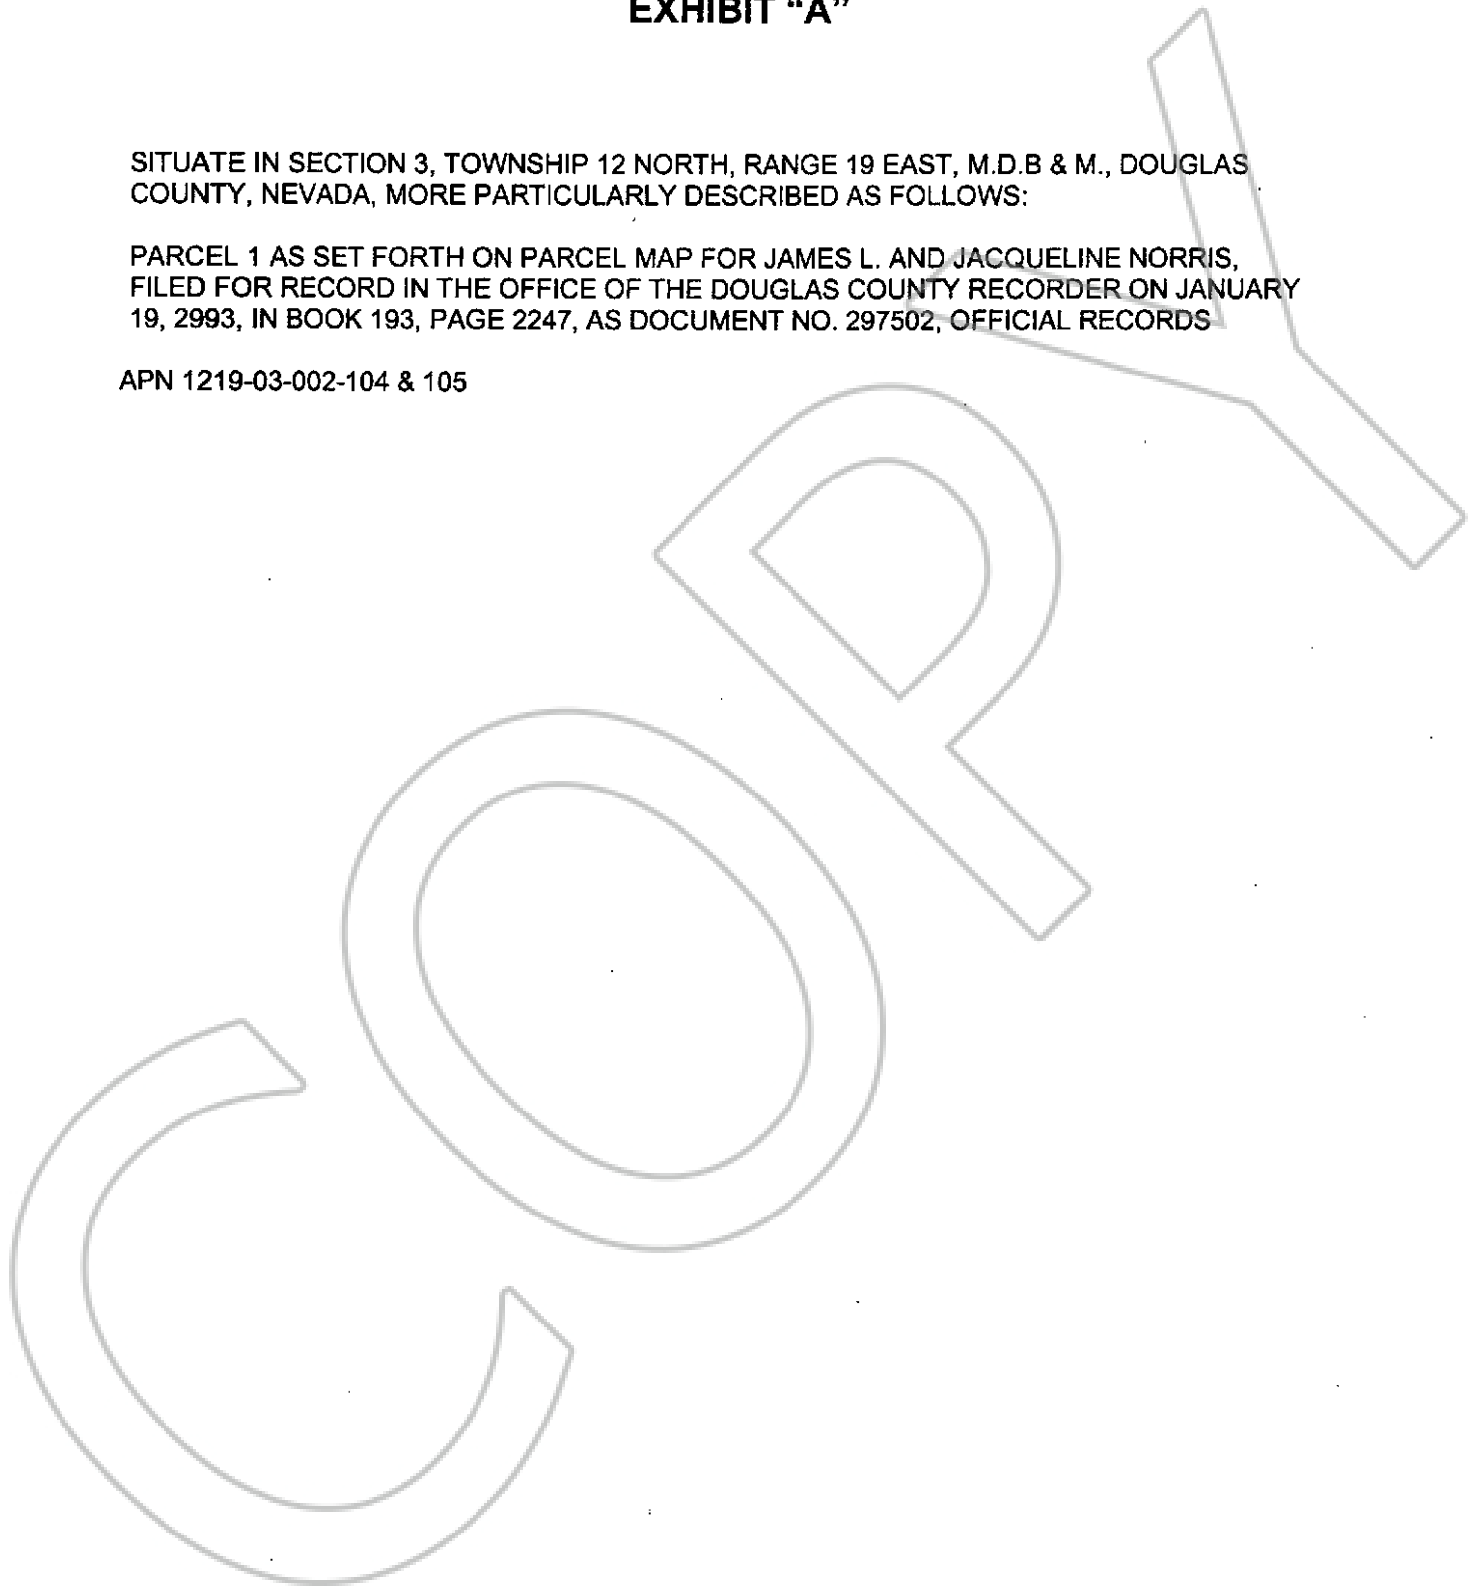 EXHIBIT "A"
SITUATE IN SECTION 3, TOWNSHIP 12 NORTH, RANGE 19 EAST, M.D.B & M., DOUGLAS
COUNTY, NEVADA, MORE PARTICULARLY DESCRIBED AS FOLLOWS:
PARCEL 1 AS SET FORTH ON PARCEL MAP FOR JAMES L. AND JACQUELINE NORRIS,
FILED FOR RECORD IN THE OFFICE OF THE DOUGLAS COUNTY RECORDER ON JANUARY
19, 2993, IN BOOK 193, PAGE 2247, AS DOCUMENT NO. 297502, OFFICIAL RECORDS
APN 1219-03-002-104 & 105
COPY